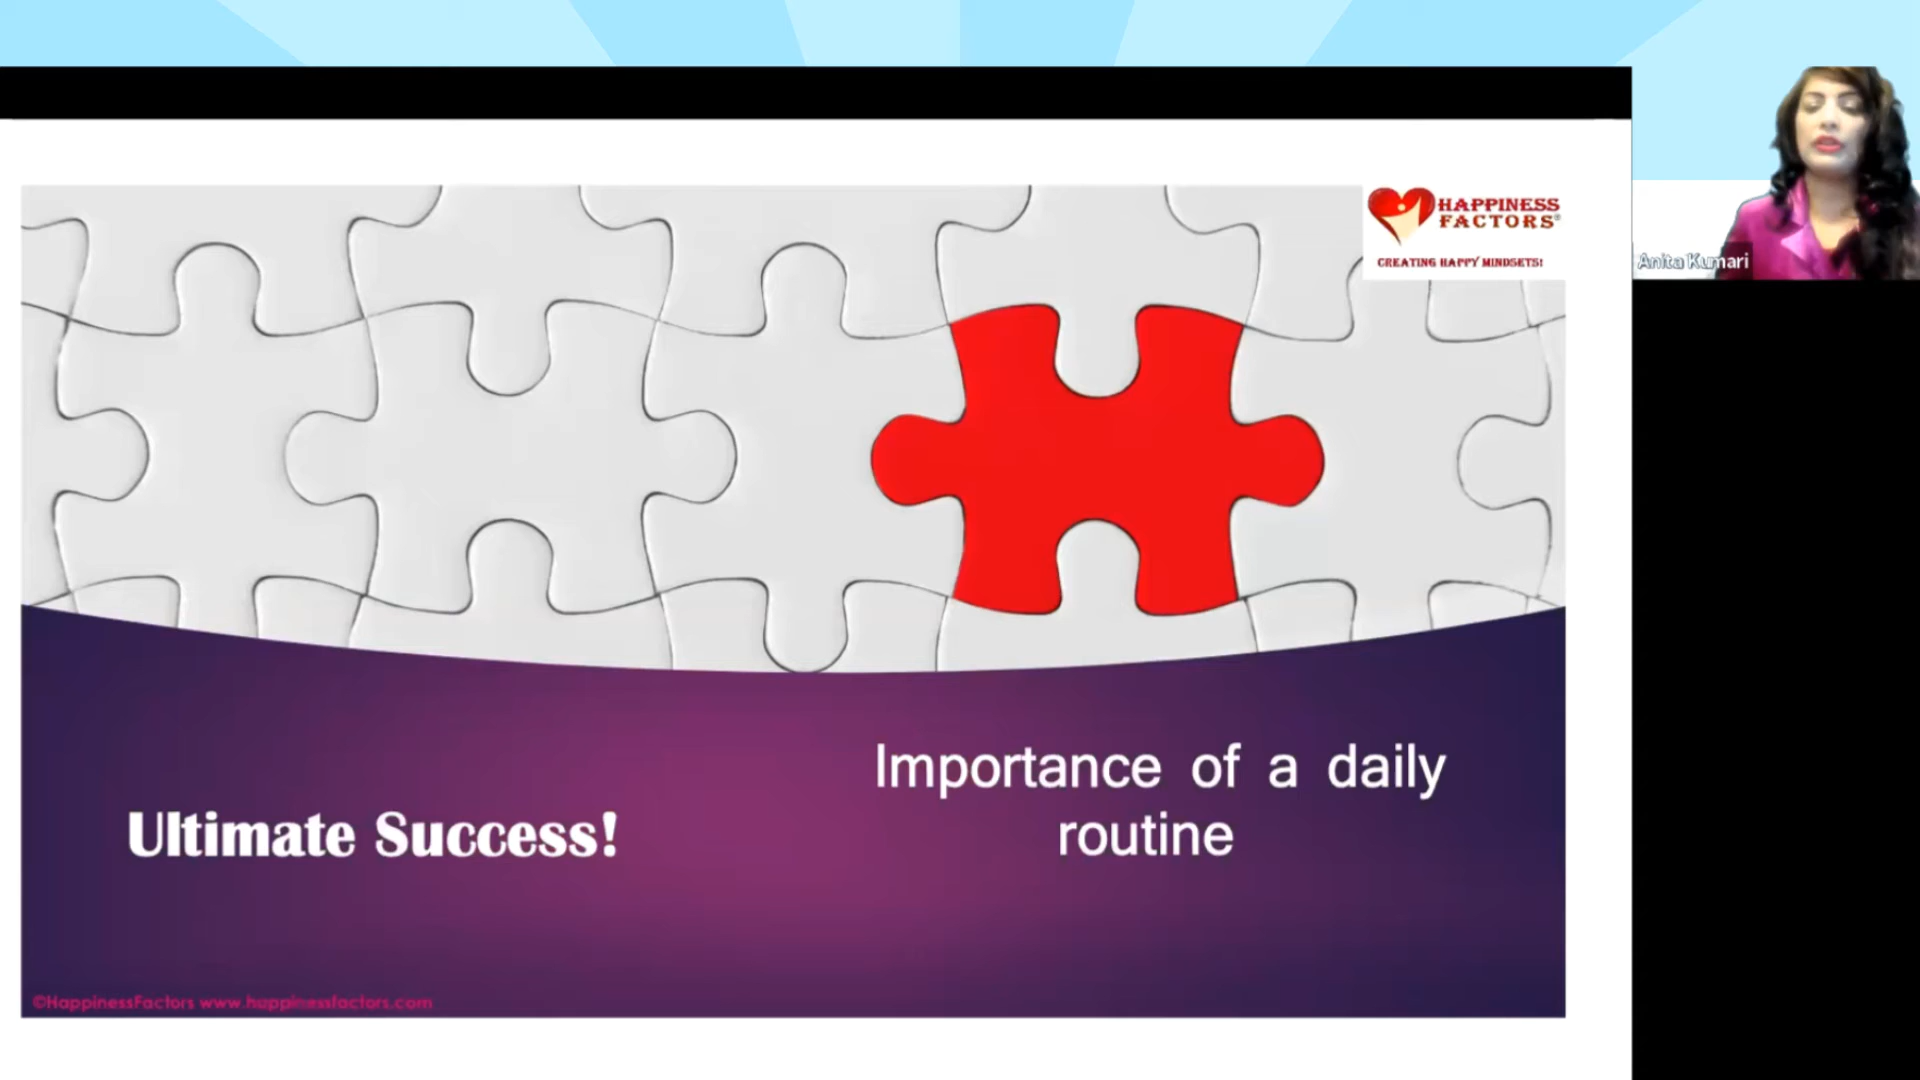 HAPPINESS
FACTORS®
CREATING HAPPY MINDSETS!
Anita Kumari
Importance of a daily
routine
Ultimate Success!
©HappinessFactors www.happinessfactors.com